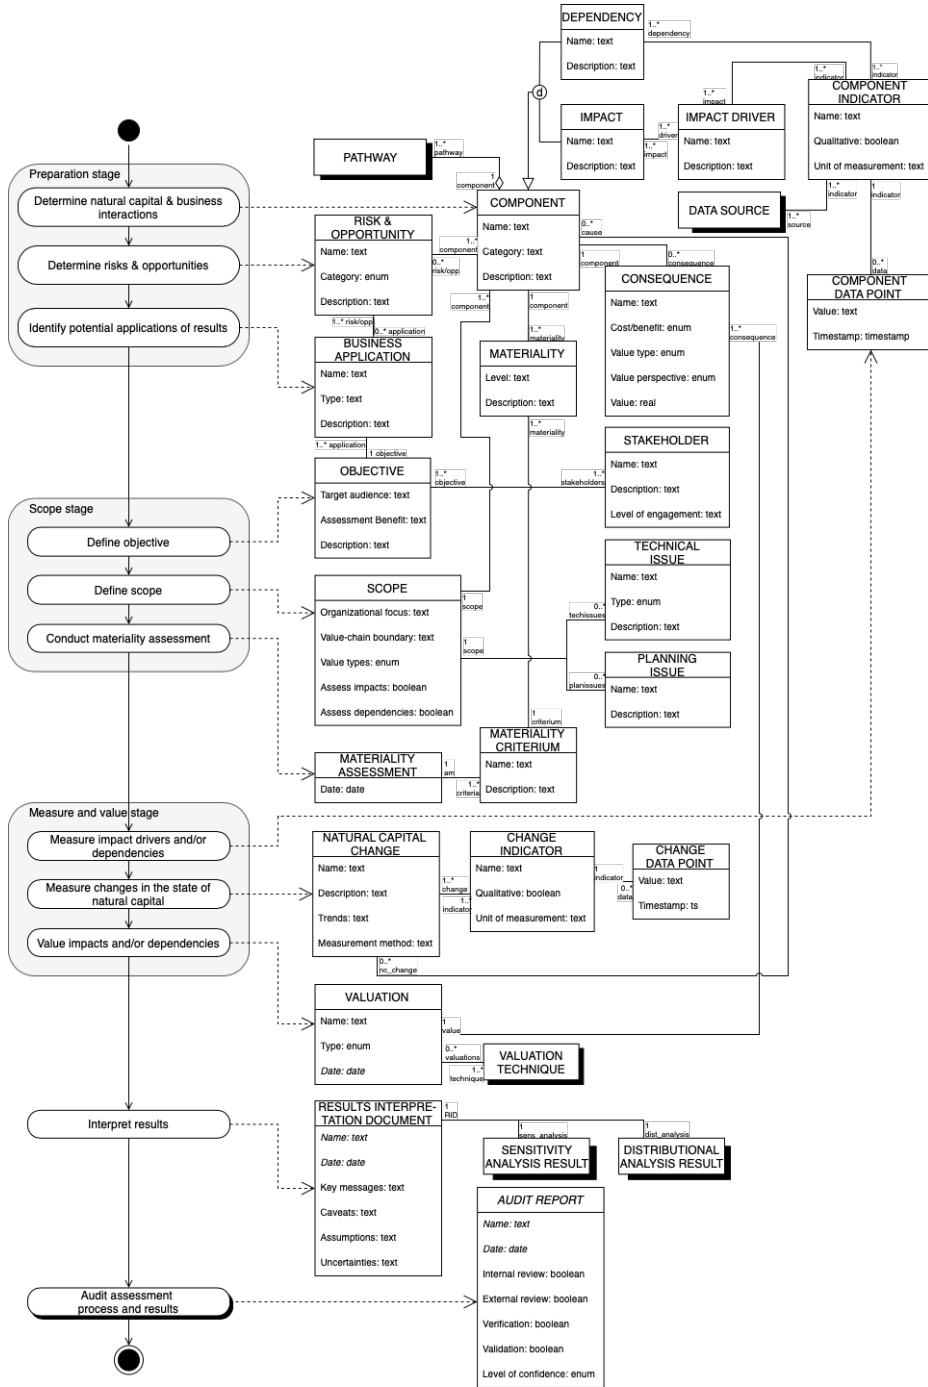 DEPENDENCY
Name: text
Description: text
1..*
dependency
1..*
indicator
1..*
indicator
COMPONENT
INDICATOR
Name: text
Qualitative: boolean
Unit of measurement: text
d
IMPACT
Name: text
Description: text
1..*
driver
1..*
impact
1..*
impact
IMPACT DRIVER
Name: text
Description: text
PATHWAY
1..*
pathway
1
component
Preparation stage
Determine natural capital & business
interactions
Determine risks & opportunities
Identify potential applications of results
COMPONENT
Name: text
Category: text
Description: text
0..*
cause
DATA SOURCE
1..*
source
1..*
indicator
1
indicator
RISK &
OPPORTUNITY
Name: text
Category: enum
Description: text
1..*
component
0..*
risk/opp
1
component
0..*
consequence
CONSEQUENCE
Name: text
Cost/benefit: enum
Value type: enum
Value perspective: enum
Value: real
1..*
consequence
0..*
data
COMPONENT
DATA POINT
Value: text
Timestamp: timestamp
1..*
component
1
component
1..* risk/opp
0..* application
BUSINESS
APPLICATION
Name: text
Type: text
Description: text
1..*
materiality
MATERIALITY
Level: text
Description: text
1..*
materiality
1..* application
1 objective
OBJECTIVE
Target audience: text
Assessment Benefit: text
Description: text
1..*
objective
1..*
stakeholders
STAKEHOLDER
Name: text
Description: text
Level of engagement: text
Scope stage
Define objective
Define scope
Conduct materiality assessment
SCOPE
Organizational focus: text
Value-chain boundary: text
Value types: enum
Assess impacts: boolean
Assess dependencies: boolean
1
scope
1
scope
0..*
techissues
TECHNICAL
ISSUE
Name: text
Type: enum
Description: text
0..*
planissues
PLANNING
ISSUE
Name: text
Description: text
1
criterium
MATERIALITY
CRITERIUM
Name: text
Description: text
MATERIALITY
ASSESSMENT
Date: date
1
am
1..*
criteria
Measure and value stage
Measure impact drivers and/or
dependencies
Measure changes in the state of
natural capital
Value impacts and/or dependencies
NATURAL CAPITAL
CHANGE
Name: text
Description: text
Trends: text
Measurement method: text
1..*
change
1..*
indicator
CHANGE
INDICATOR
Name: text
Qualitative: boolean
Unit of measurement: text
1
indicator
0..*
data
CHANGE
DATA POINT
Value: text
Timestamp: ts
0..*
nc_change
VALUATION
Name: text
Type: enum
Date: date
1
value
0..*
valuations
1..*
technique
VALUATION
TECHNIQUE
Interpret results
RESULTS INTERPRE-
TATION DOCUMENT
Name: text
Date: date
Key messages: text
Caveats: text
Assumptions: text
Uncertainties: text
1
RID
1
sens_analysis
1
dist_analysis
SENSITIVITY
ANALYSIS RESULT
DISTRIBUTIONAL
ANALYSIS RESULT
Audit assessment
process and results
AUDIT REPORT
Name: text
Date: date
Internal review: boolean
External review: boolean
Verification: boolean
Validation: boolean
Level of confidence: enum